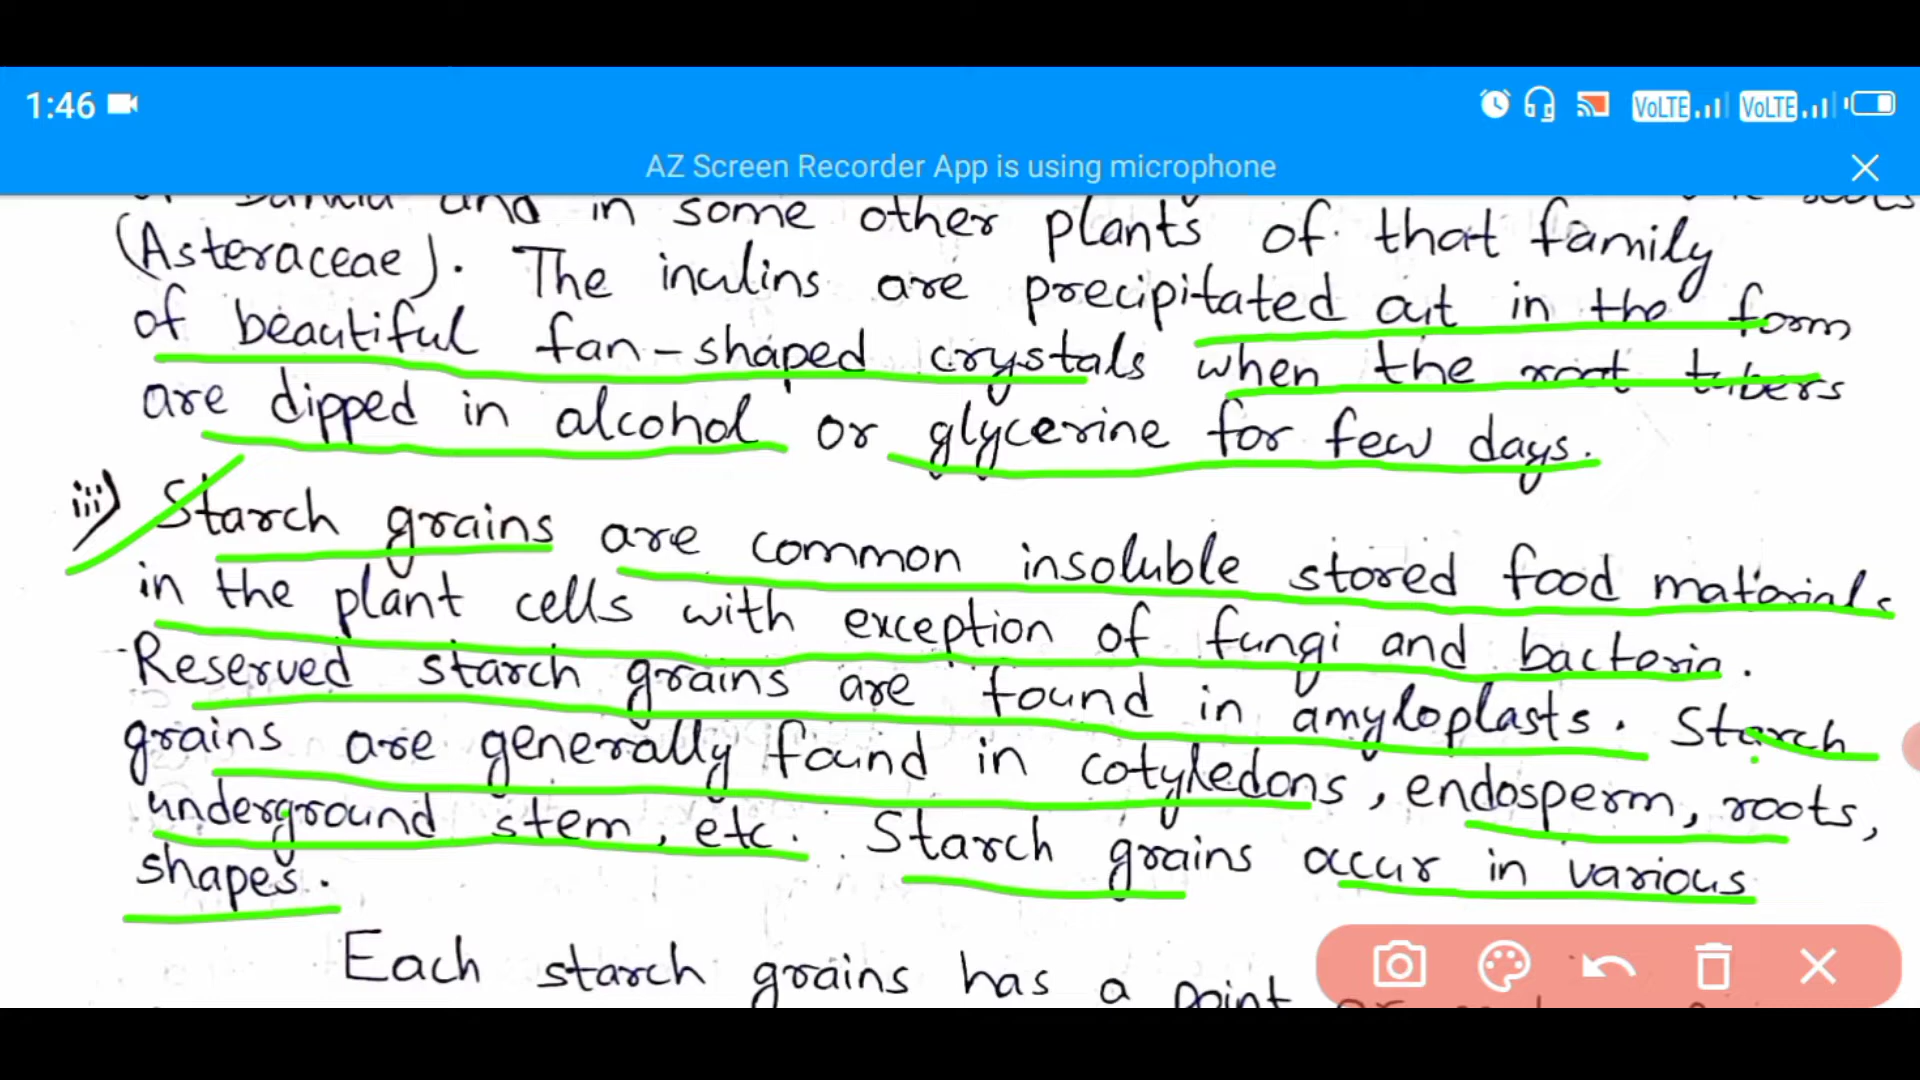 1:46
VoLTE VoLTE
AZ Screen Recorder App is using microphone
and in some other plants of that family
(Asteraceae). The inulins are precipitated out in the form
of beautiful fan-shaped crystals when the root tubers
are dipped in alcohol or glycerine for few days.
iii) Starch grains are common insoluble stored food materials
in the plant cells with exception of fungi and bacteria.
Reserved starch grains are found in amyloplasts. Starch
grains are generally found in cotyledons, endosperm, roots,
underground stem, etc. Starch grains occur in various
shapes.
Each starch grains has a point